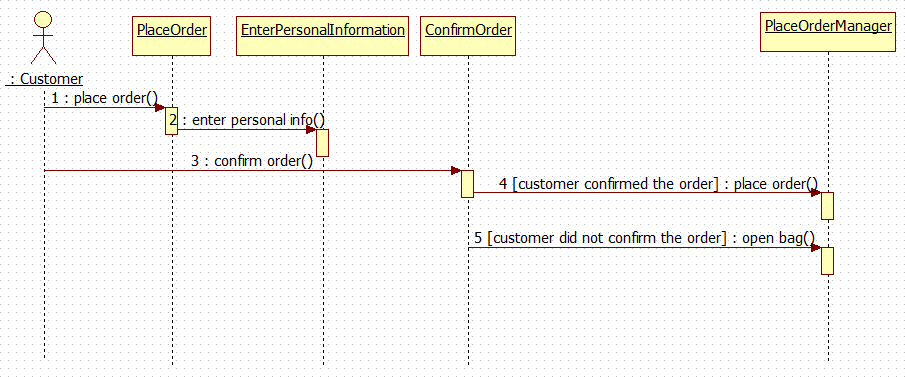 PlaceOrder
EnterPersonalInformation
ConfirmOrder
PlaceOrderManager
: Customer
1 : place order()
2 : enter personal info()
3 : confirm order()
4 [customer confirmed the order] : place order()
5 [customer did not confirm the order] : open bag()